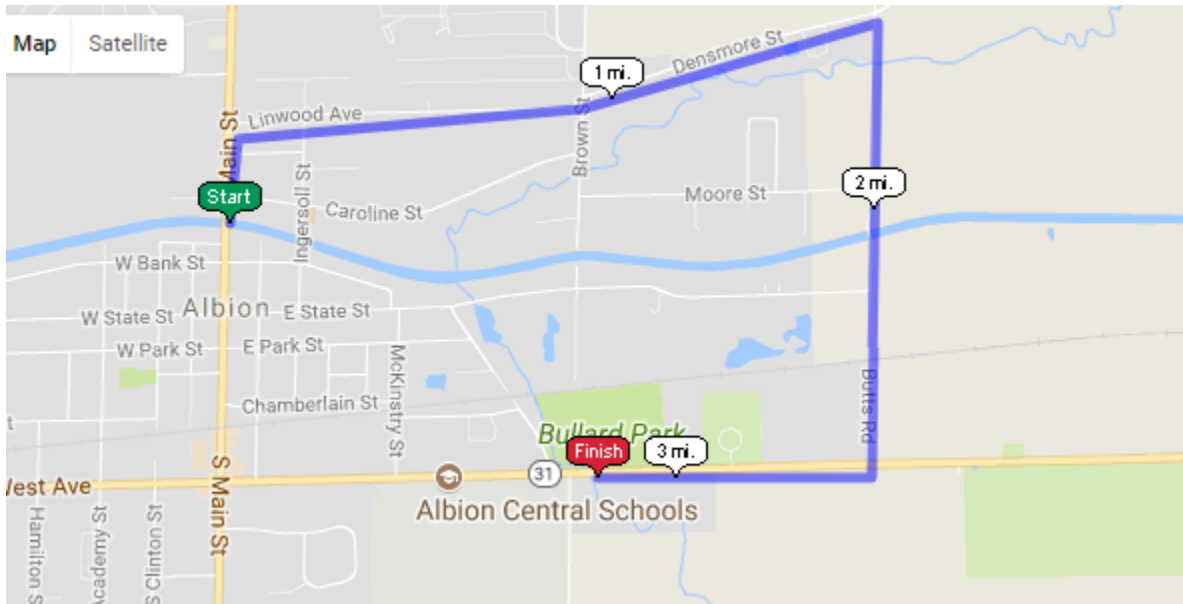 Map
Satellite
Densmore St
1 mi.
Linwood Ave
Main St
Brown St
Ingersoll St
Start
2 mi.
Moore St
Caroline St
W Bank St
Albion
E State St
W State St
E Park St
W Park St
McKinstry St
Butts Rd
Chamberlain St
Bullard Park
Finish
3 mi.
31
West Ave
S Main St
Albion Central Schools
Hamilton S
Academy St
S Clinton St